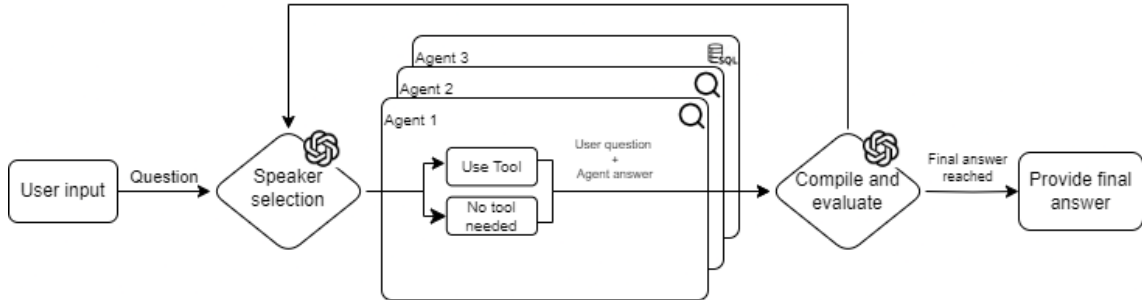 Agent 3
SQL
Agent 2
Agent 1
User question
+
Agent answer
User input
Question
Speaker
selection
Use Tool
No tool
needed
Compile and
evaluate
Final answer
reached
Provide final
answer